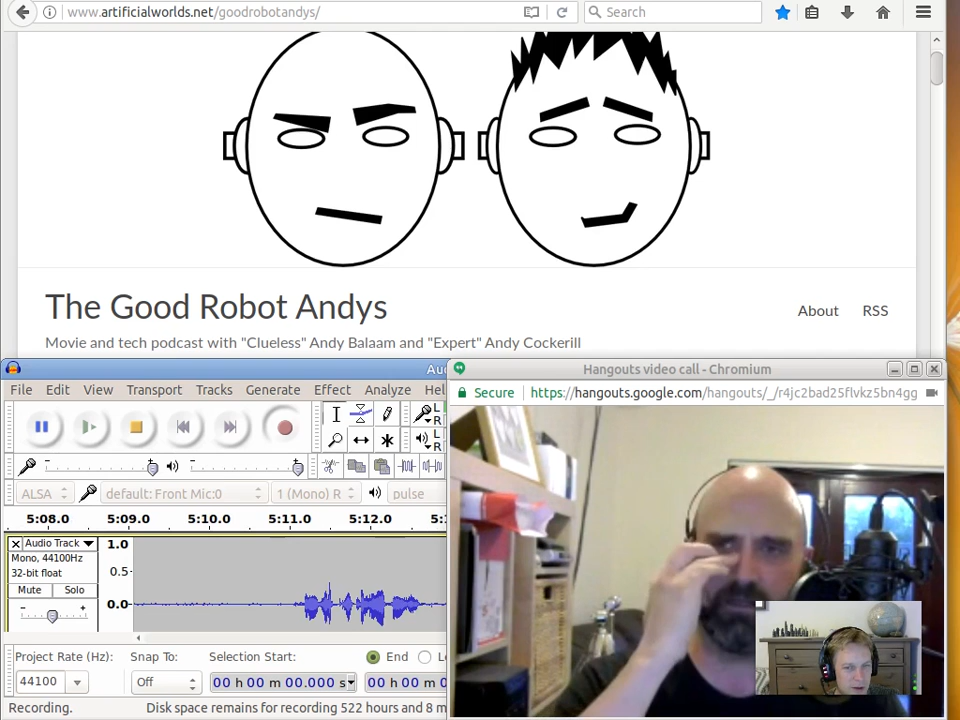 www.artificialworlds.net/goodrobotandys/
Search
The Good Robot Andys
About RSS
Movie and tech podcast with "Clueless" Andy Balaam and "Expert" Andy Cockerill
Hangouts video call - Chromium
File Edit View Transport Tracks Generate Effect Analyze Hel
Secure https://hangouts.google.com/hangouts/_/r4jc2bad25flvkz5bn4gg
L
R
L
R
ALSA default: Front Mic:0 1 (Mono) R pulse
5:08.0 5:09.0 5:10.0 5:11.0 5:12.0
Audio Track 1.0
Mono, 44100Hz
32-bit float 0.5-
Mute Solo 0.0-
- +
Project Rate (Hz): Snap To: Selection Start: End
44100 Off 00 h 00 m 00.000 s 00 h 00 m
Recording. Disk space remains for recording 522 hours and 8 m